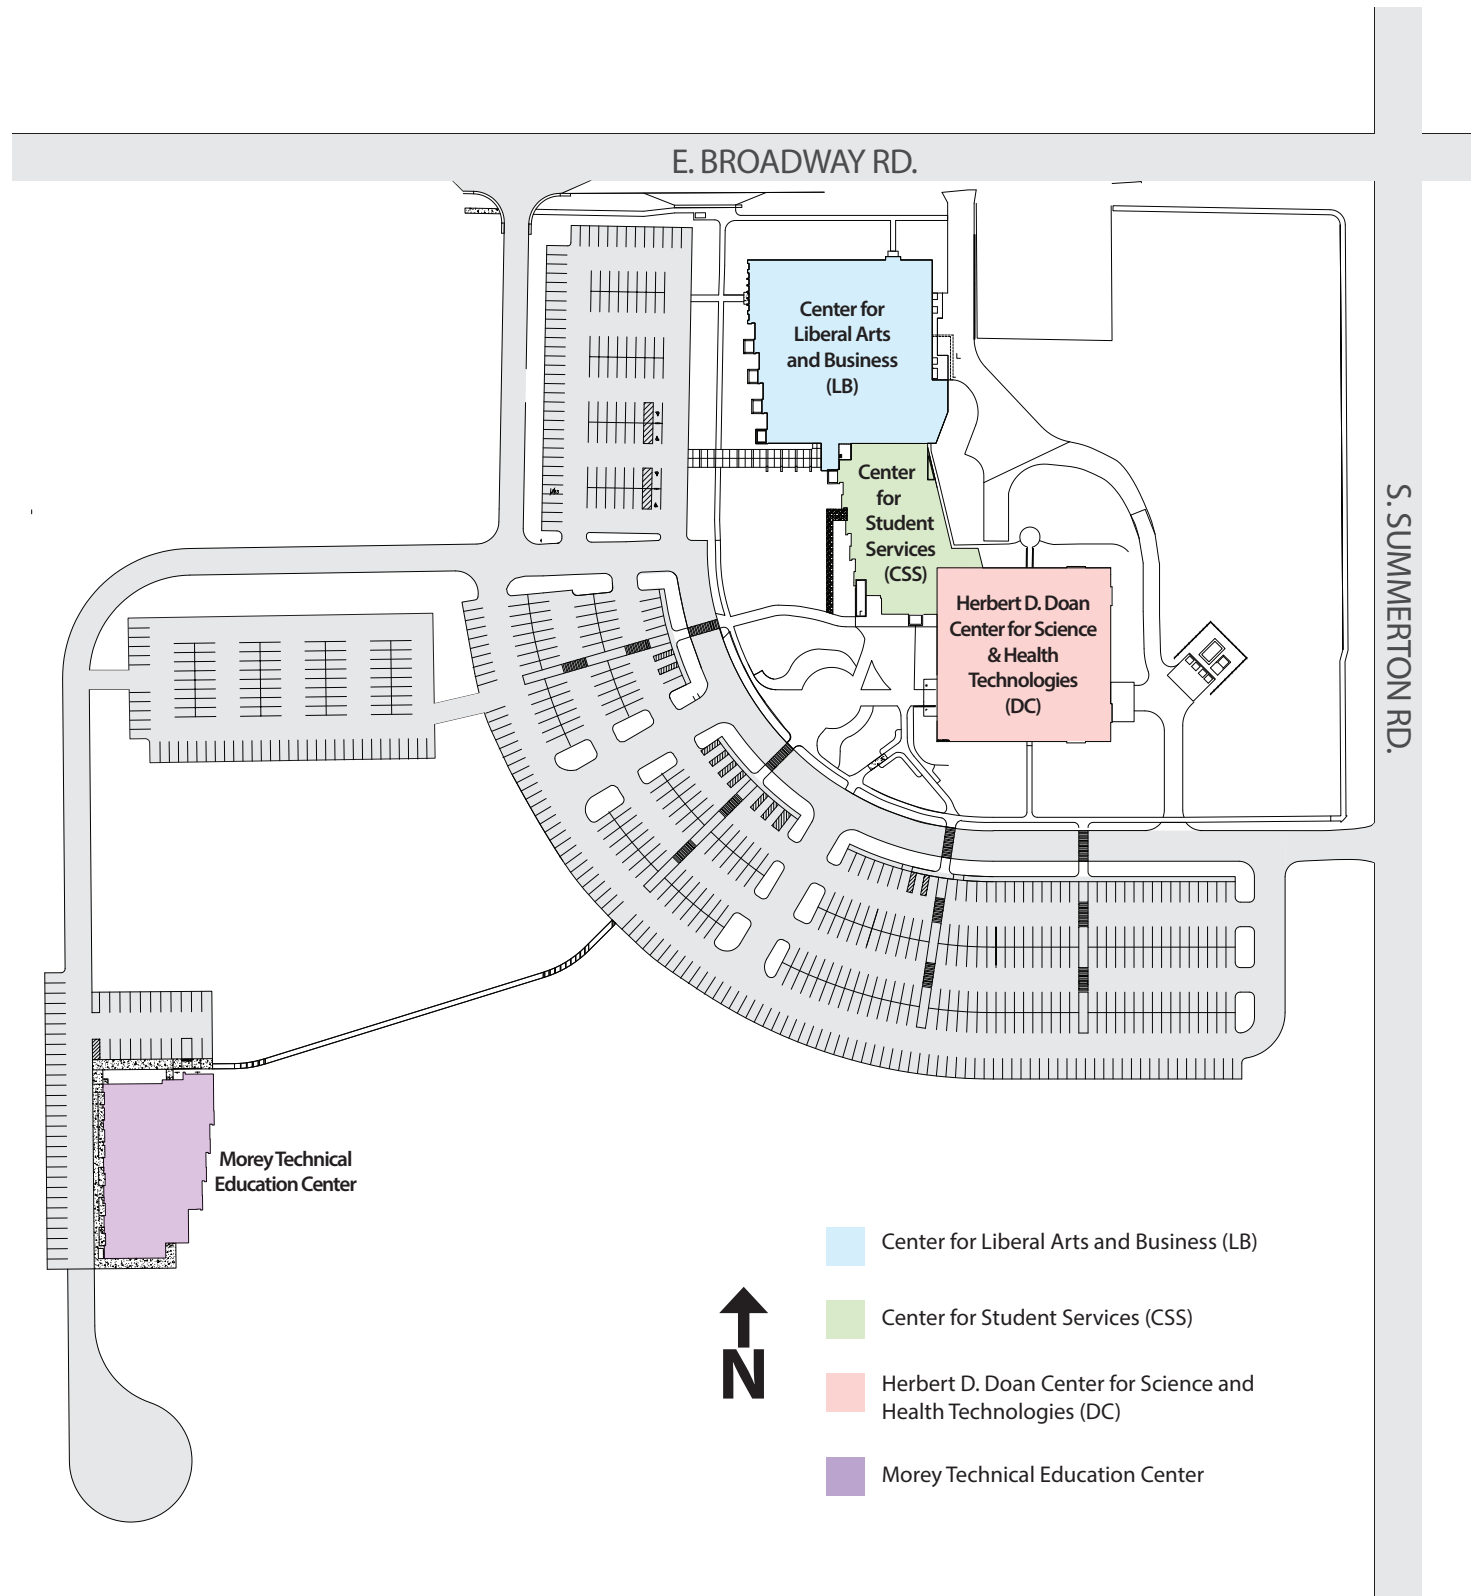 E. BROADWAY RD.
Center for
Liberal Arts
and Business
(LB)
Center
for
Student
Services
(CSS)
S. SUMMERTON RD.
Herbert D. Doan
Center for Science
& Health
Technologies
(DC)
Morey Technical
Education Center
Center for Liberal Arts and Business (LB)
Center for Student Services (CSS)
Herbert D. Doan Center for Science and
Health Technologies (DC)
Morey Technical Education Center
N